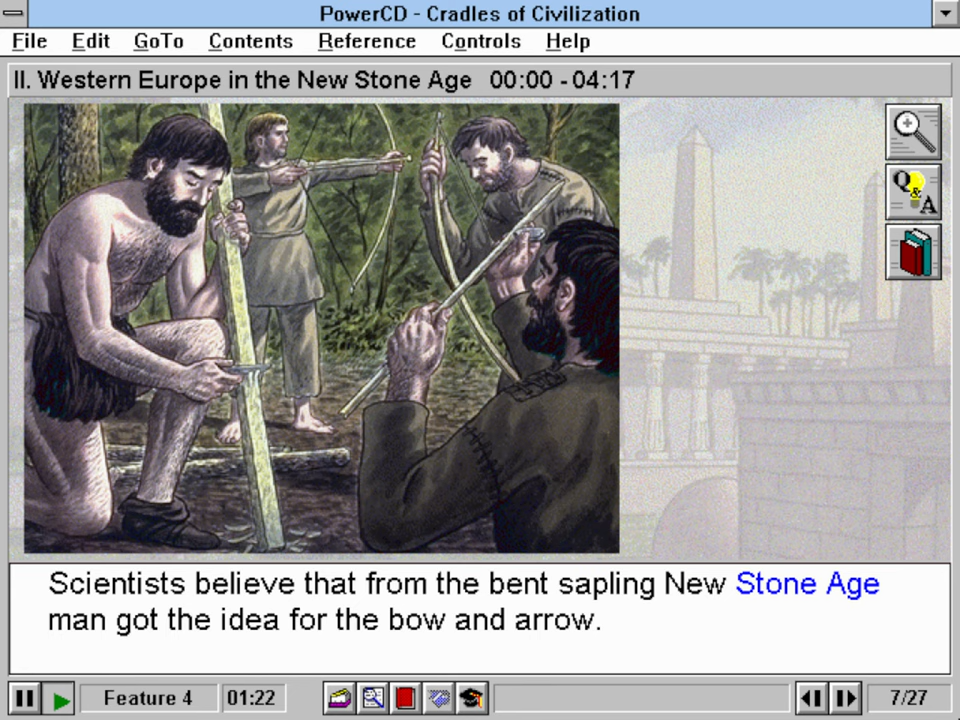 PowerCD - Cradles of Civilization
File Edit GoTo Contents Reference Controls Help
II. Western Europe in the New Stone Age 00:00 - 04:17
Q & A
Scientists believe that from the bent sapling New Stone Age
man got the idea for the bow and arrow.
Feature 4 01:22 7/27